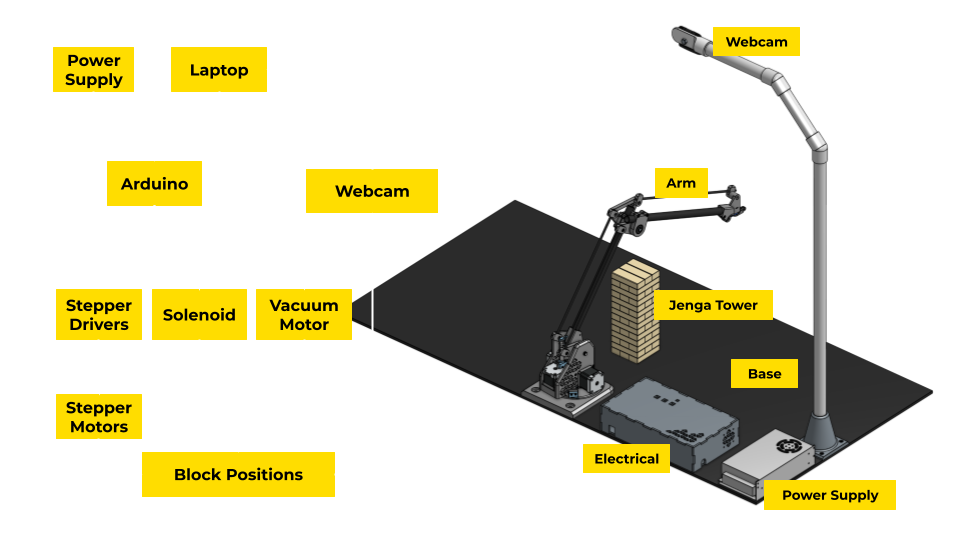 Power
Supply
Laptop
Webcam
Arduino
Webcam
Arm
Stepper
Drivers
Solenoid
Vacuum
Motor
Jenga Tower
Base
Stepper
Motors
Block Positions
Electrical
Power Supply